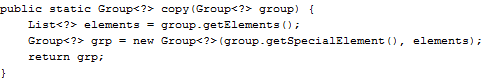 public static Group<?> copy(Group<?> group) {
    List<?> elements = group.getElements();
    Group<?> grp = new Group<?>(group.getSpecialElement(), elements);
    return grp;
}